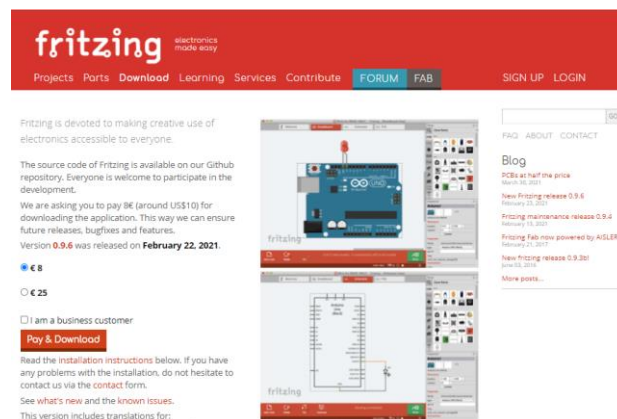 fritzing
electronics
made easy
Projects Parts Download Learning Services Contribute FORUM FAB SIGN UP LOGIN
Fritzing is devoted to making creative use of
electronics accessible to everyone.
The source code of Fritzing is available on our Github
repository. Everyone is welcome to participate in the
development.
We are asking you to pay 8€ (around US$10) for
downloading the application. This way we can ensure
future releases, bugfixes and features.
Version 0.9.6 was released on February 22, 2021.
€ 8
€ 25
I am a business customer
Pay & Download
Read the installation instructions below. If you have
any problems with the installation, do not hesitate to
contact us via the contact form.
See what's new and the known issues.
This version includes translations for:
fritzing
fritzing
FAQ ABOUT CONTACT
Blog
PCBs at half the price
March 30, 2021
New Fritzing release 0.9.6
February 23, 2021
Fritzing maintenance release 0.9.4
Fritzing Fab now powered by AISLER
February 21, 2017
New fritzing release 0.9.3b!
June 03, 2016
More posts...